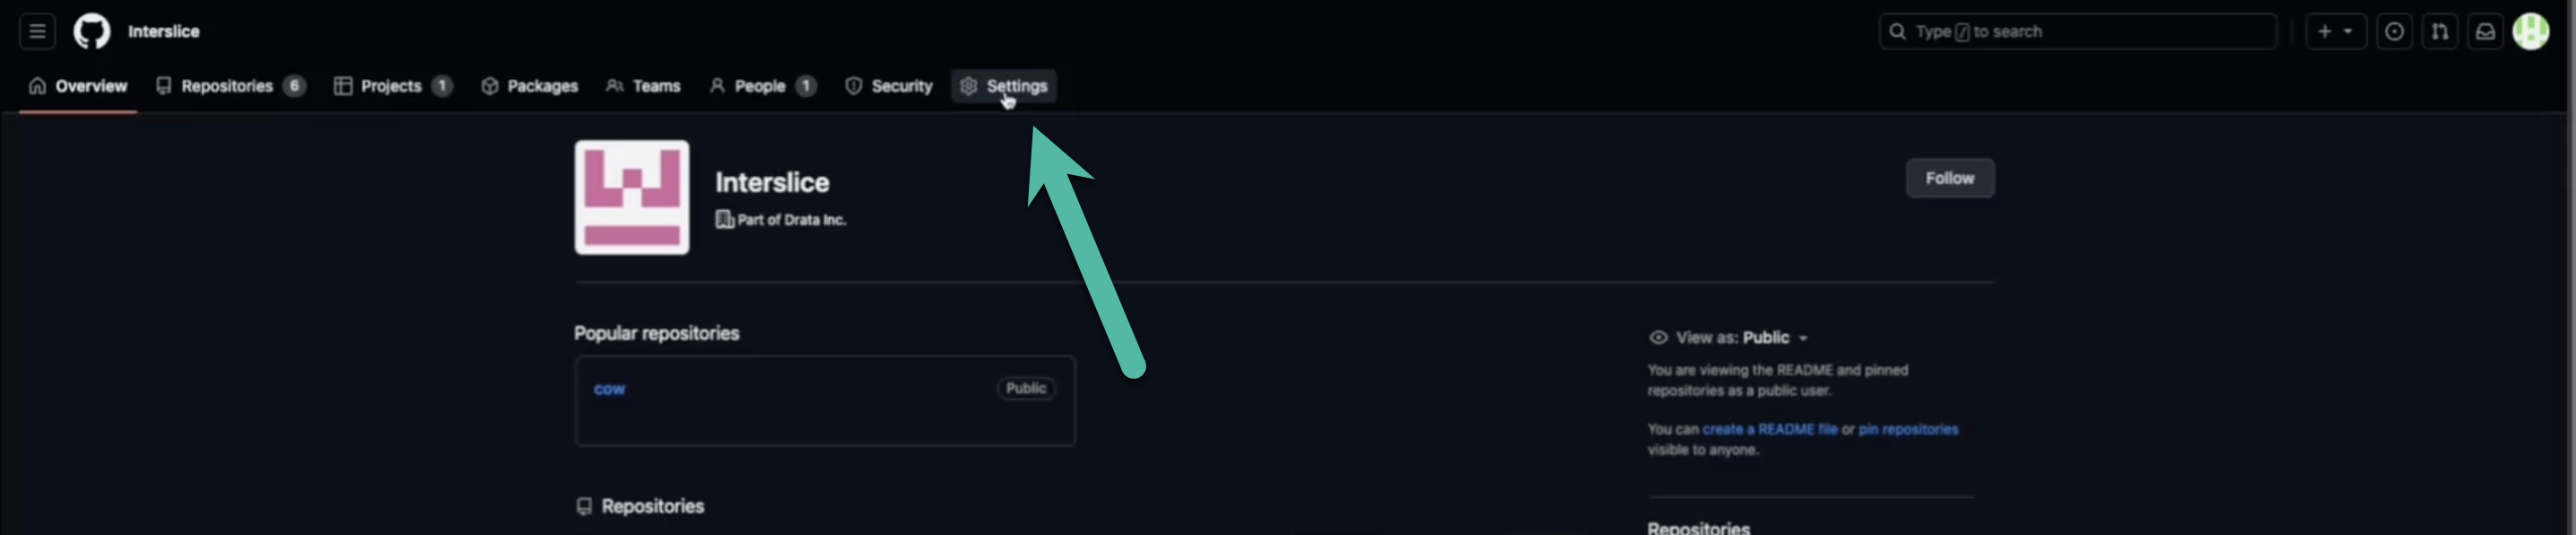 Interslice
Type / to search
Overview Repositories 6 Projects 1 Packages Teams People 1 Security Settings
Interslice
Part of Drata Inc.
Follow
Popular repositories
cow Public
View as: Public
You are viewing the README and pinned
repositories as a public user.
You can create a README file or pin repositories
visible to anyone.
Repositories
Repositories